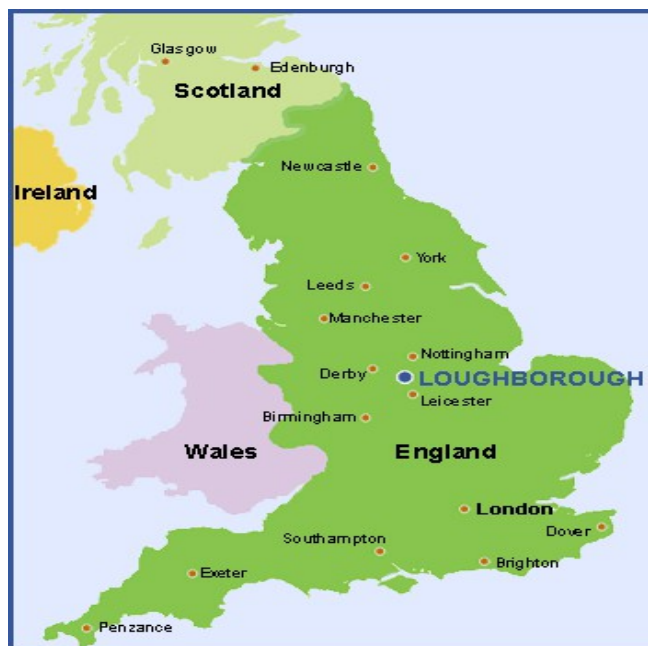 Glasgow
Edenburgh
Scotland
Newcastle
Ireland
York
Leeds
Manchester
Nottingham
Derby
LOUGHBOROUGH
Leicester
Birmingham
Wales
England
London
Dover
Southampton
Brighton
Exeter
Penzance